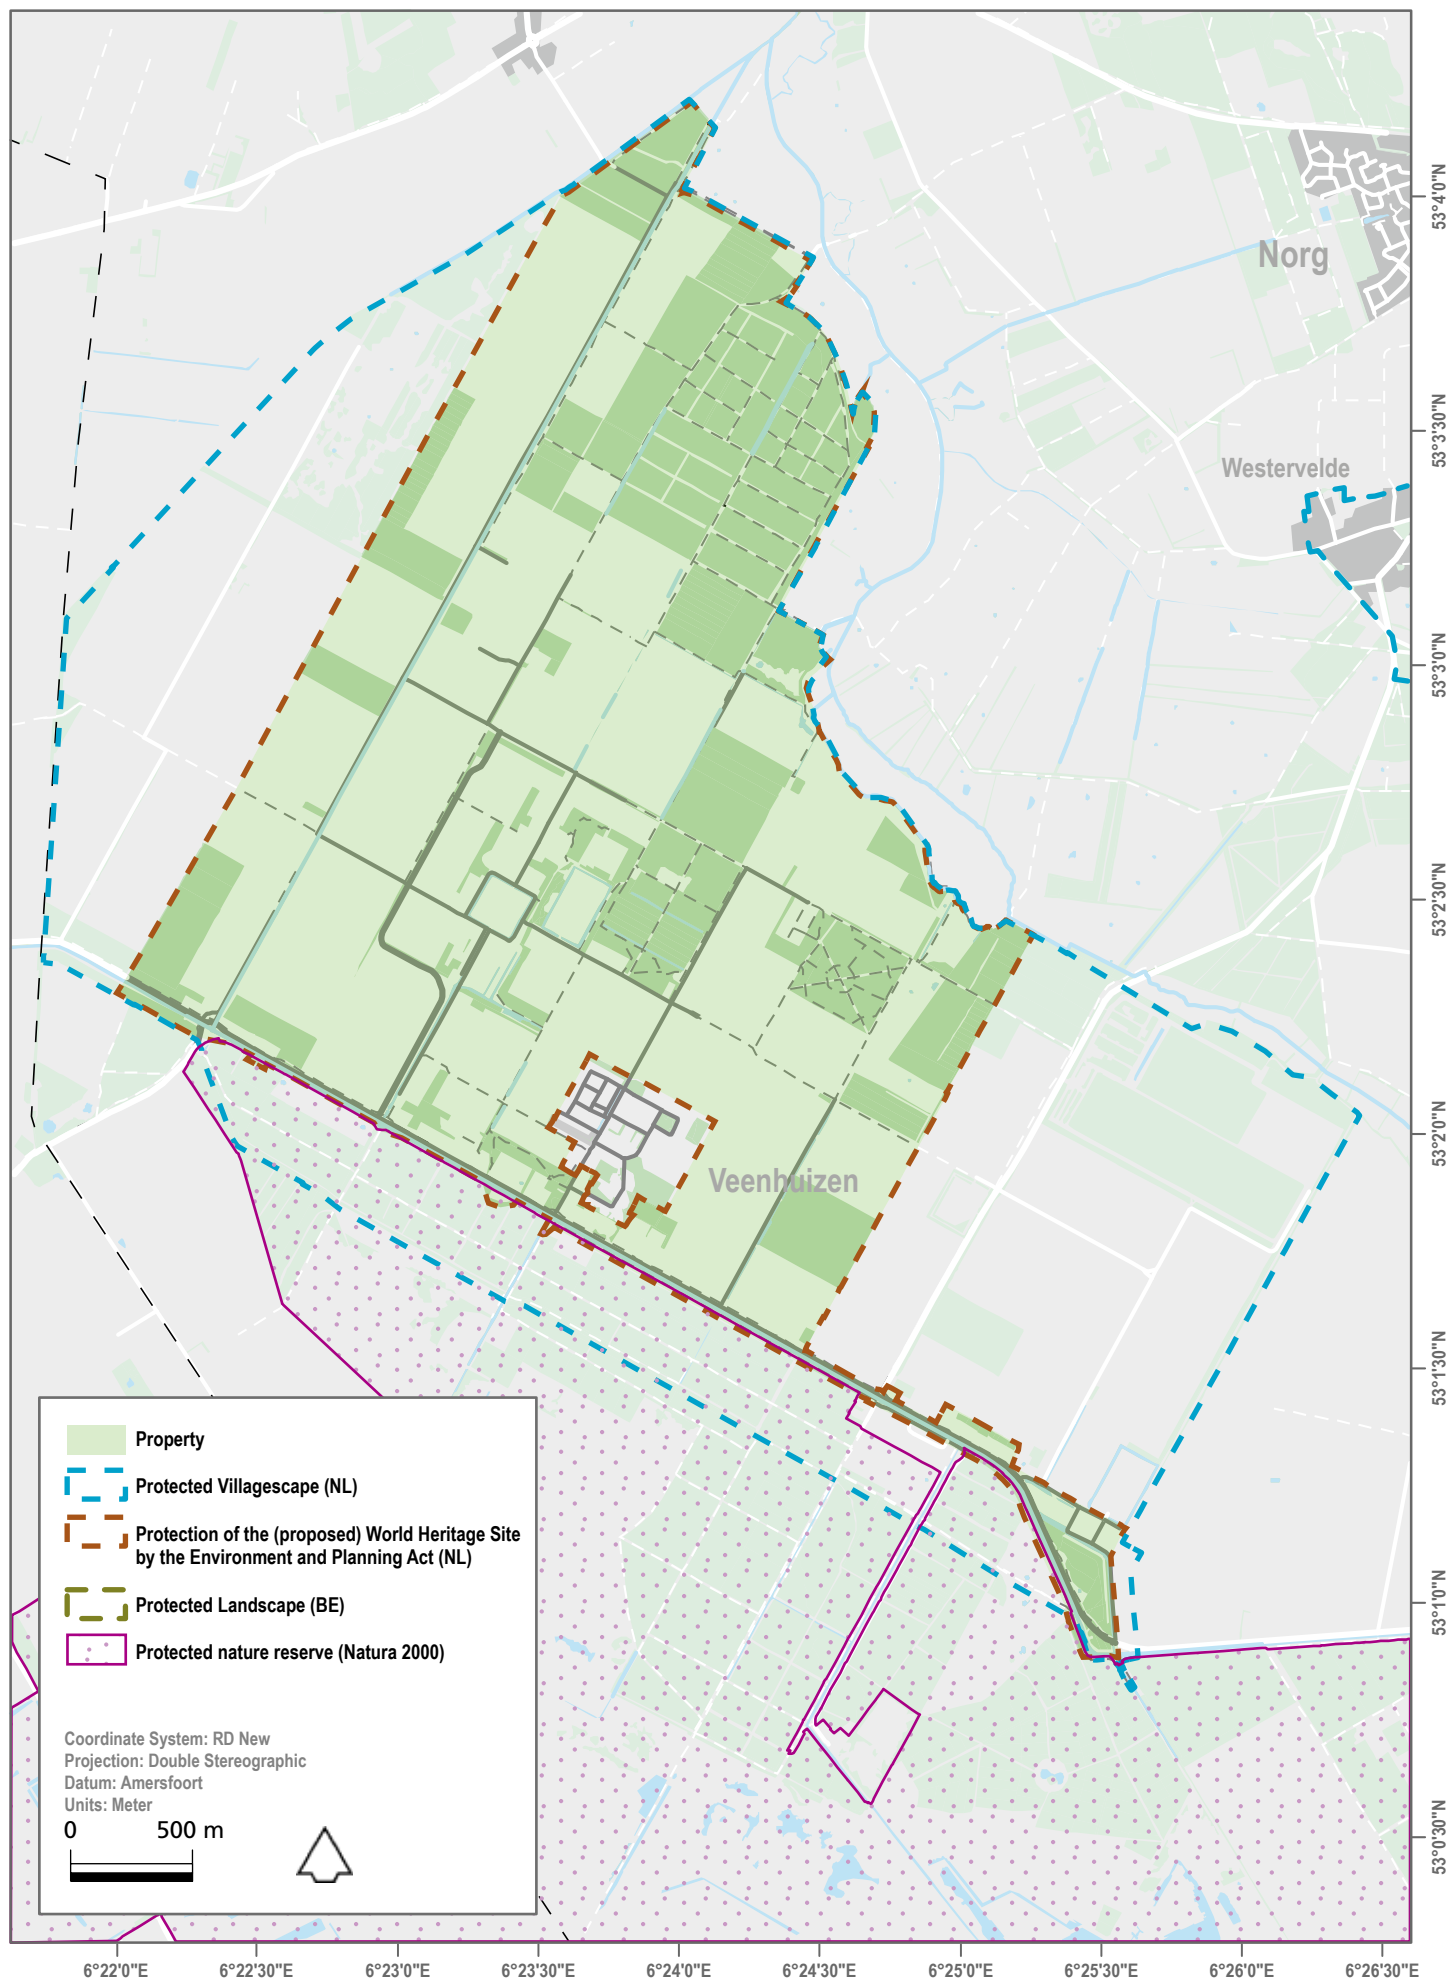 Norg
Westervelde
Veenhuizen
53°4'0"N
53°3'30"N
53°3'0"N
53°2'30"N
53°2'0"N
53°1'30"N
53°1'0"N
53°0'30"N
Property
Protected Villagescape (NL)
Protection of the (proposed) World Heritage Site
by the Environment and Planning Act (NL)
Protected Landscape (BE)
Protected nature reserve (Natura 2000)
Coordinate System: RD New
Projection: Double Stereographic
Datum: Amersfoort
Units: Meter
0 500 m
6°22'0"E 6°22'30"E 6°23'0"E 6°23'30"E 6°24'0"E 6°24'30"E 6°25'0"E 6°25'30"E 6°26'0"E 6°26'30"E